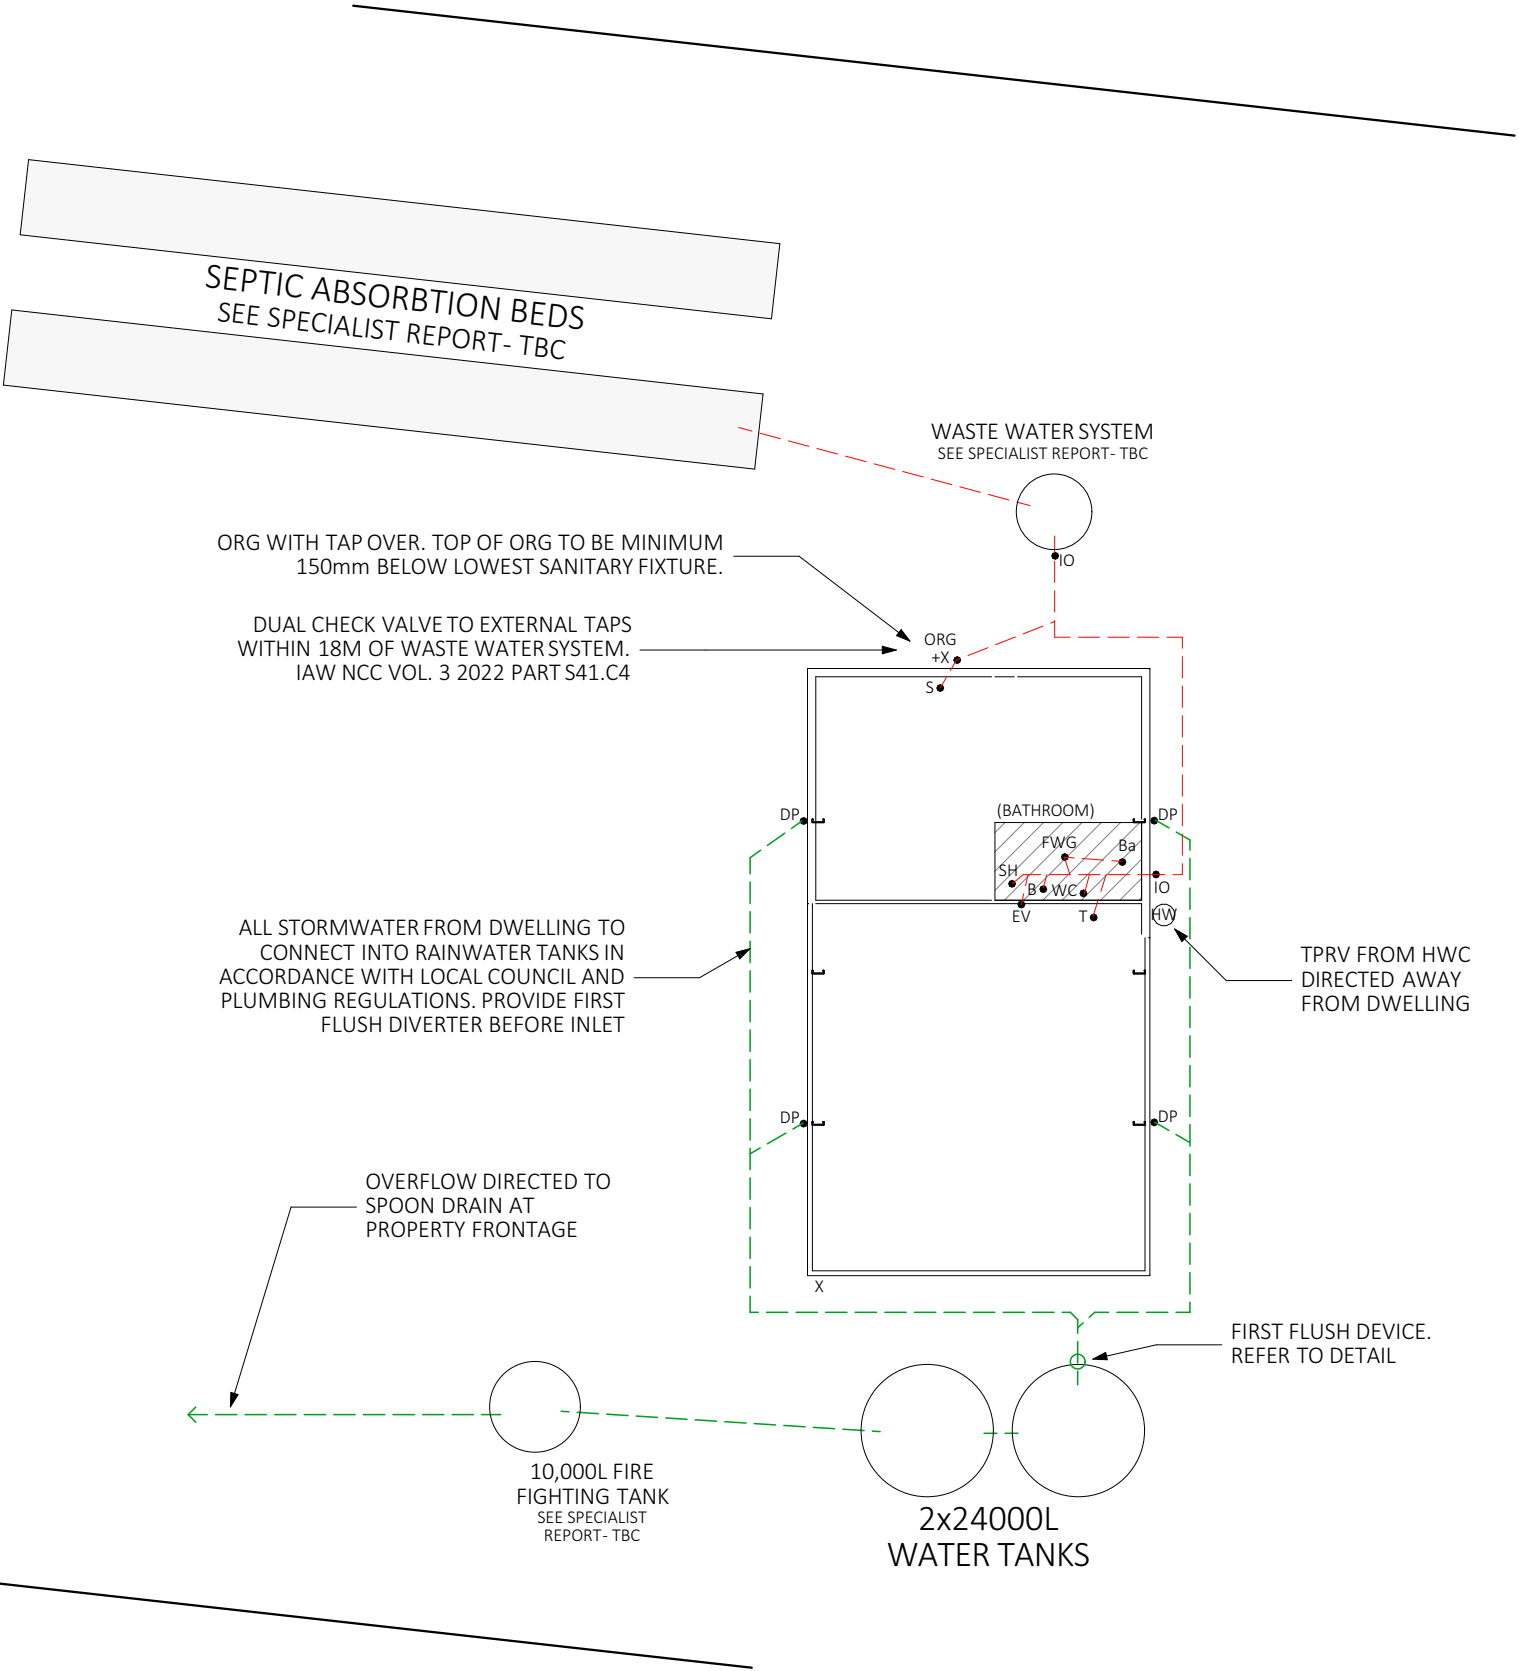 SEPTIC ABSORBTION BEDS
SEE SPECIALIST REPORT- TBC
WASTE WATER SYSTEM
SEE SPECIALIST REPORT- TBC
IO
ORG WITH TAP OVER. TOP OF ORG TO BE MINIMUM
150mm BELOW LOWEST SANITARY FIXTURE.
DUAL CHECK VALVE TO EXTERNAL TAPS
WITHIN 18M OF WASTE WATER SYSTEM.
IAW NCC VOL. 3 2022 PART S41.C4
ORG
+X
S
DP
(BATHROOM)
DP
FWG
Ba
SH
B
WC
IO
EV
T
HW
ALL STORMWATER FROM DWELLING TO
CONNECT INTO RAINWATER TANKS IN
ACCORDANCE WITH LOCAL COUNCIL AND
PLUMBING REGULATIONS. PROVIDE FIRST
FLUSH DIVERTER BEFORE INLET
TPRV FROM HWC
DIRECTED AWAY
FROM DWELLING
DP
DP
OVERFLOW DIRECTED TO
SPOON DRAIN AT
PROPERTY FRONTAGE
X
FIRST FLUSH DEVICE.
REFER TO DETAIL
10,000L FIRE
FIGHTING TANK
SEE SPECIALIST
REPORT- TBC
2x24000L
WATER TANKS